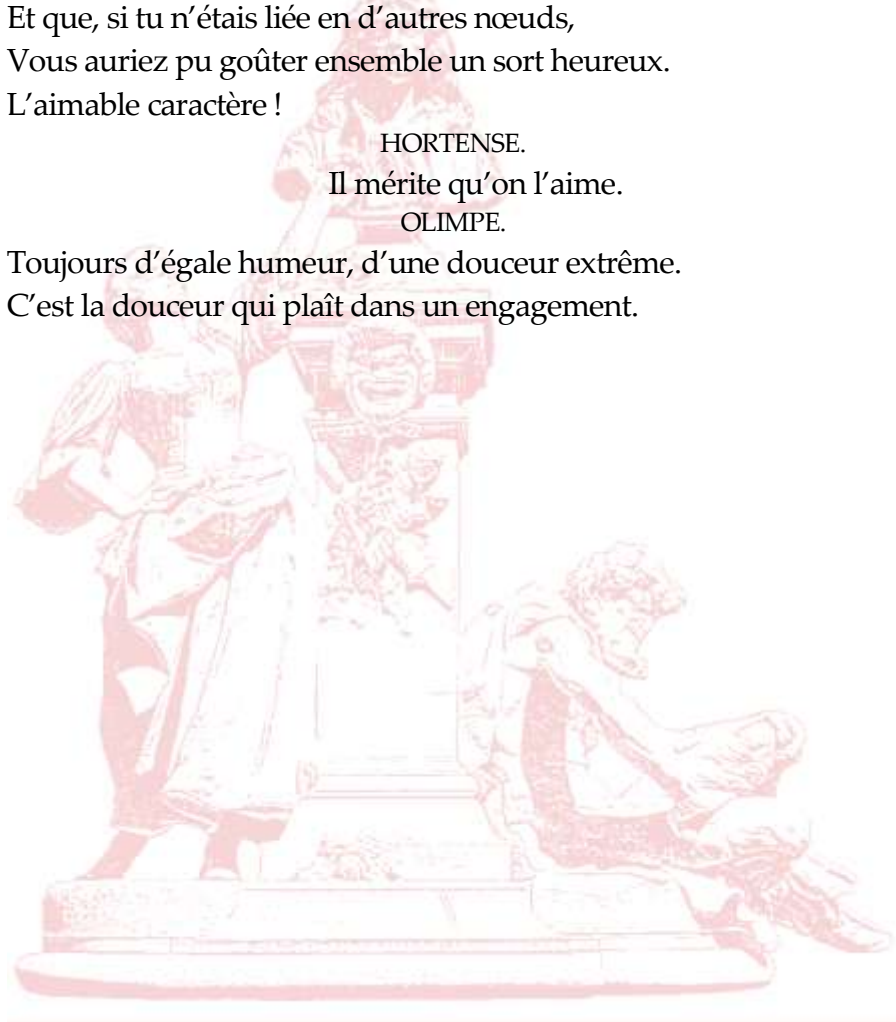 Et que, si tu n’étais liée en d’autres nœuds,
Vous auriez pu goûter ensemble un sort heureux.
L’aimable caractère !
HORTENSE.
Il mérite qu’on l’aime.
OLIMPE.
Toujours d’égale humeur, d’une douceur extrême.
C’est la douceur qui plaît dans un engagement.